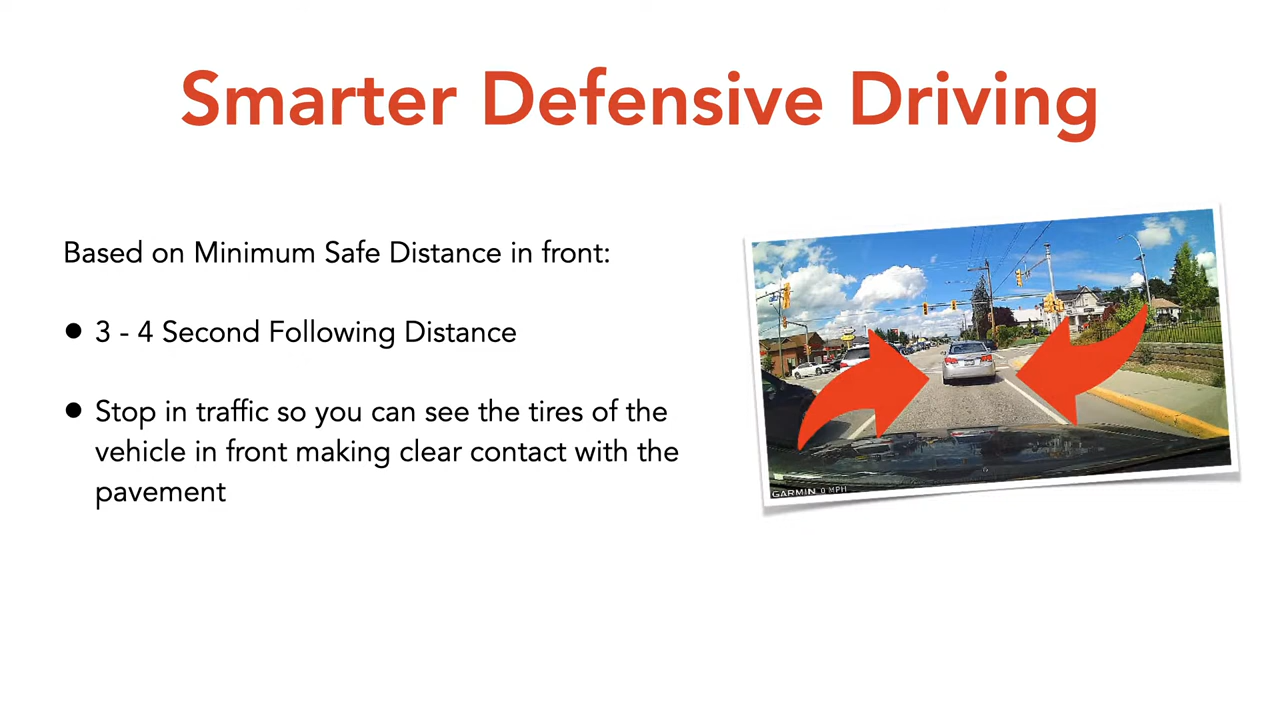 Smarter Defensive Driving
Based on Minimum Safe Distance in front:
● 3 - 4 Second Following Distance
● Stop in traffic so you can see the tires of the
vehicle in front making clear contact with the
pavement
GARMIN 0 MPH